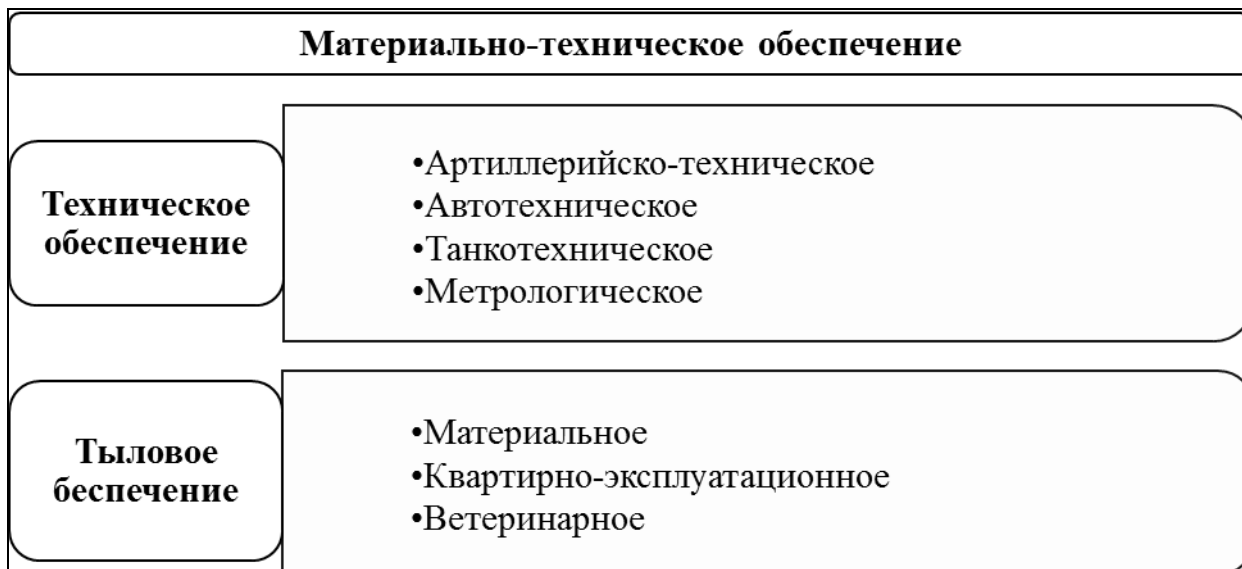 Материально-техническое обеспечение
Техническое
обеспечение
•Артиллерийско-техническое
•Автотехническое
•Танкотехническое
•Метрологическое
Тыловое
беспечение
•Материальное
•Квартирно-эксплуатационное
•Ветеринарное